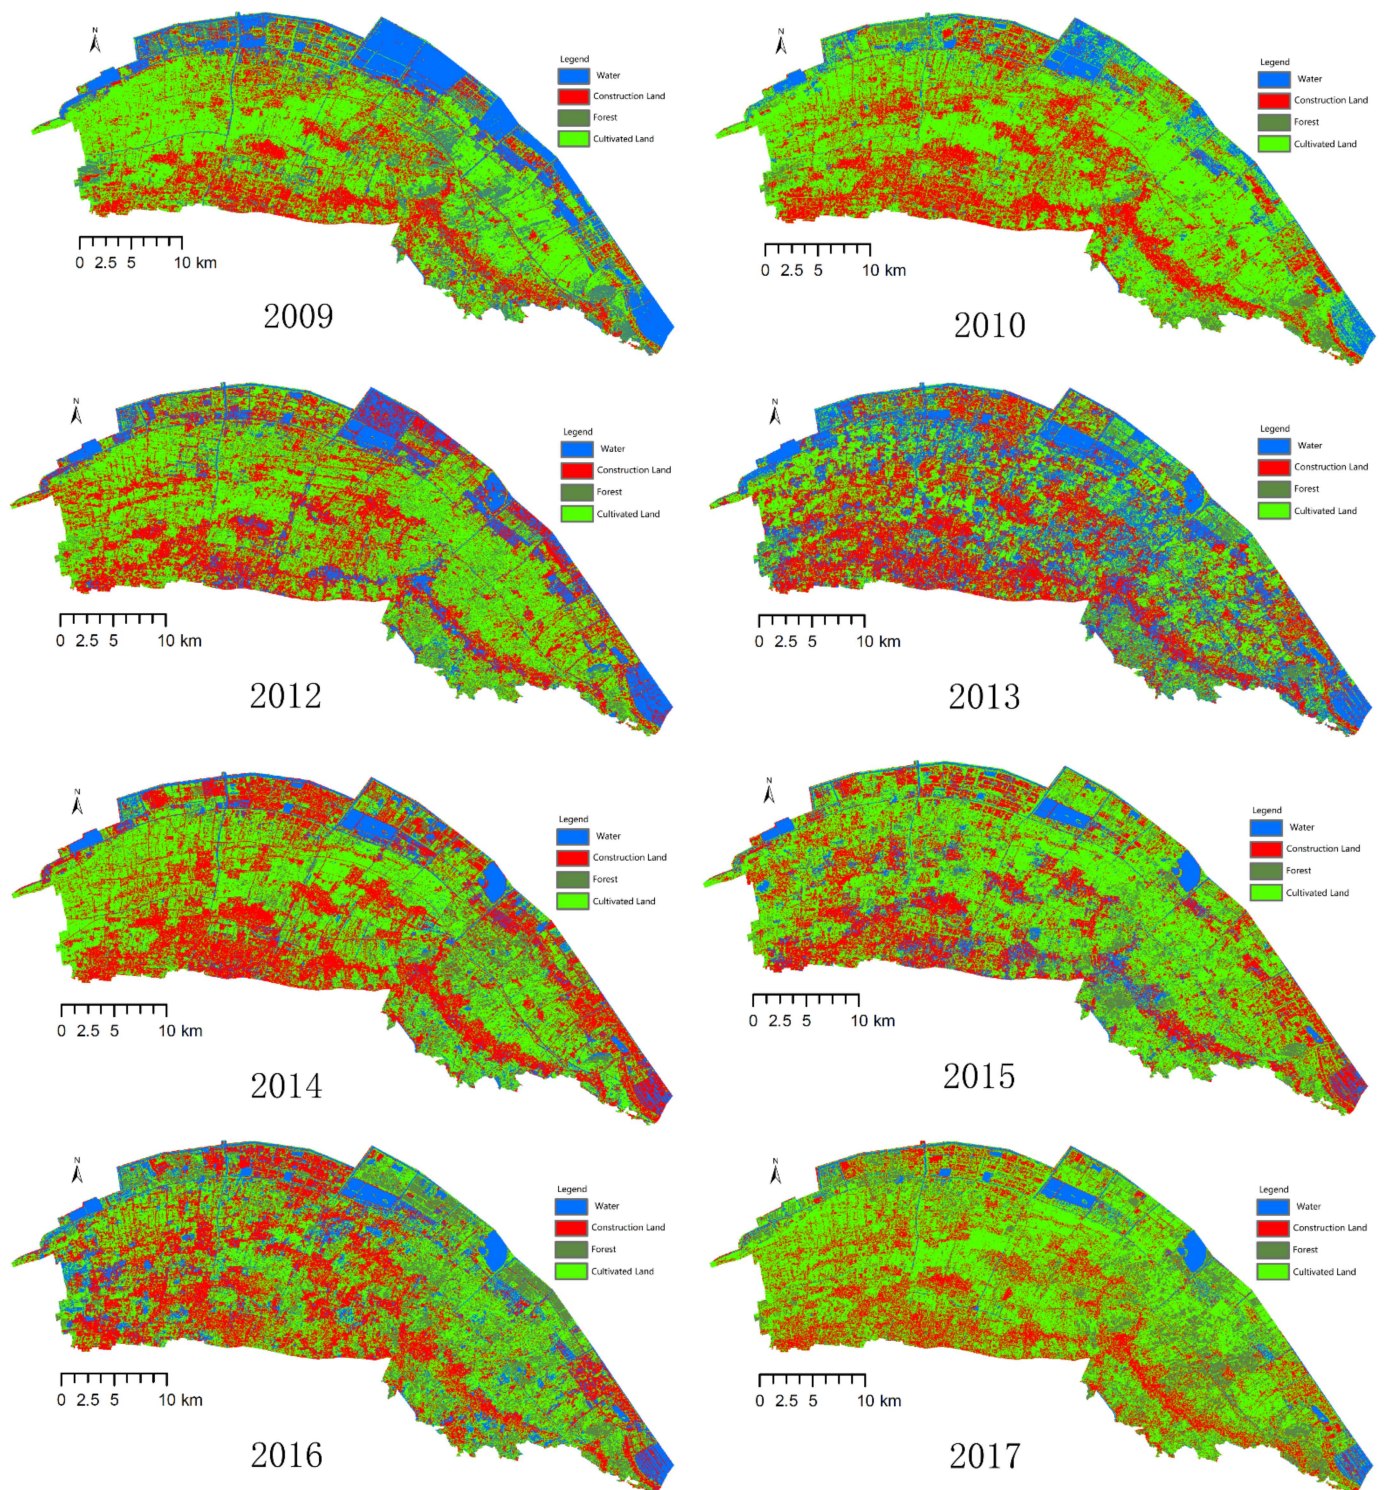 N
Legend
Water
Construction Land
Forest
Cultivated Land
0 2.5 5 10 km
2009
N
Legend
Water
Construction Land
Forest
Cultivated Land
0 2.5 5 10 km
2010
N
Legend
Water
Construction Land
Forest
Cultivated Land
0 2.5 5 10 km
2012
N
Legend
Water
Construction Land
Forest
Cultivated Land
0 2.5 5 10 km
2013
N
Legend
Water
Construction Land
Forest
Cultivated Land
0 2.5 5 10 km
2014
N
Legend
Water
Construction Land
Forest
Cultivated Land
0 2.5 5 10 km
2015
N
Legend
Water
Construction Land
Forest
Cultivated Land
0 2.5 5 10 km
2016
N
Legend
Water
Construction Land
Forest
Cultivated Land
0 2.5 5 10 km
2017